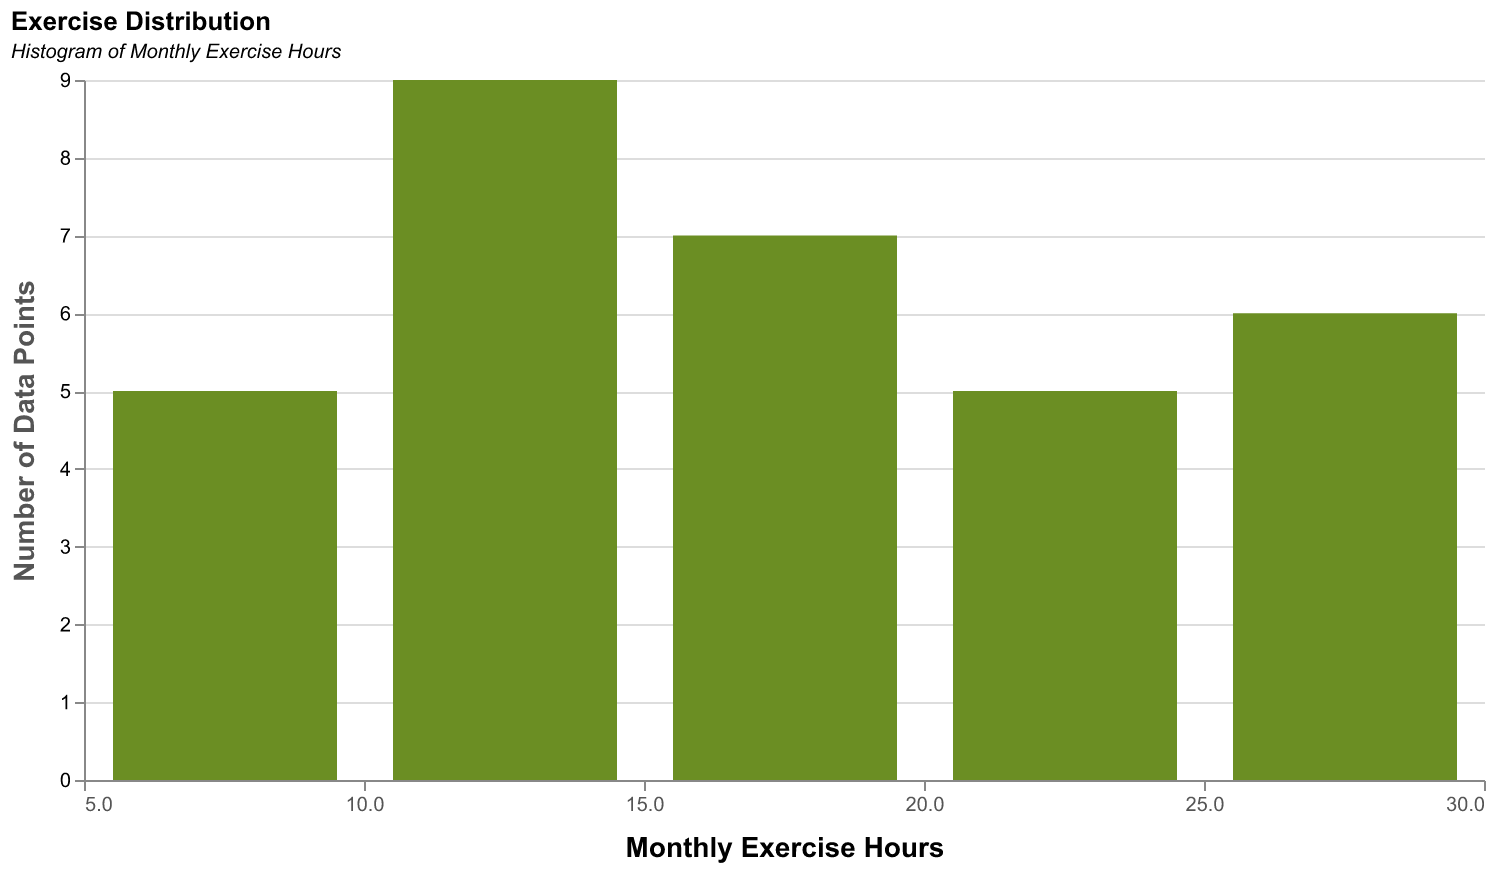 Exercise Distribution
Histogram of Monthly Exercise Hours
9
8
7
6
5
4
3
2
1
0
Number of Data Points
5.0 10.0 15.0 20.0 25.0 30.0
Monthly Exercise Hours